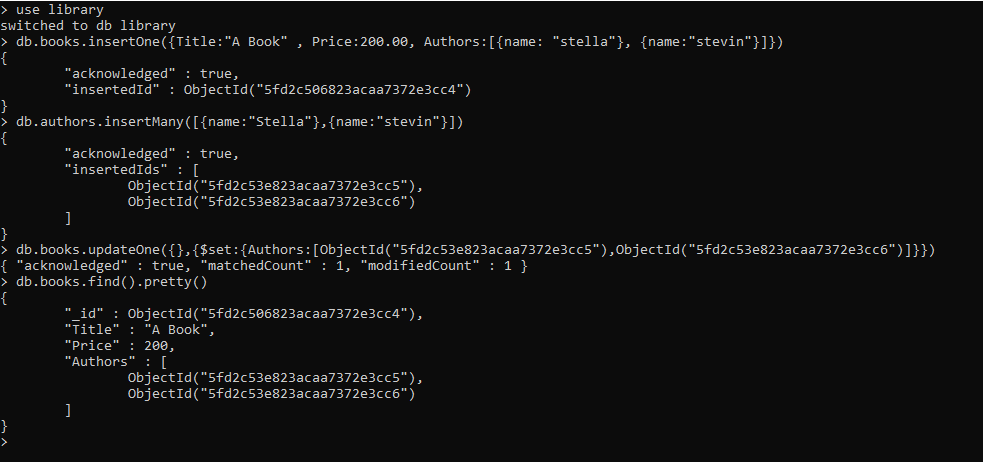 > use library
switched to db library
> db.books.insertOne({Title:"A Book" , Price:200.00, Authors:[{name: "stella"}, {name:"stevin"}]})
{
        "acknowledged" : true,
        "insertedId" : ObjectId("5fd2c506823acaa7372e3cc4")
}
> db.authors.insertMany([{name:"Stella"},{name:"stevin"}])
{
        "acknowledged" : true,
        "insertedIds" : [
                ObjectId("5fd2c53e823acaa7372e3cc5"),
                ObjectId("5fd2c53e823acaa7372e3cc6")
        ]
}
> db.books.updateOne({},{$set:{Authors:[ObjectId("5fd2c53e823acaa7372e3cc5"),ObjectId("5fd2c53e823acaa7372e3cc6")]}})
{ "acknowledged" : true, "matchedCount" : 1, "modifiedCount" : 1 }
> db.books.find().pretty()
{
        "_id" : ObjectId("5fd2c506823acaa7372e3cc4"),
        "Title" : "A Book",
        "Price" : 200,
        "Authors" : [
                ObjectId("5fd2c53e823acaa7372e3cc5"),
                ObjectId("5fd2c53e823acaa7372e3cc6")
        ]
}
>